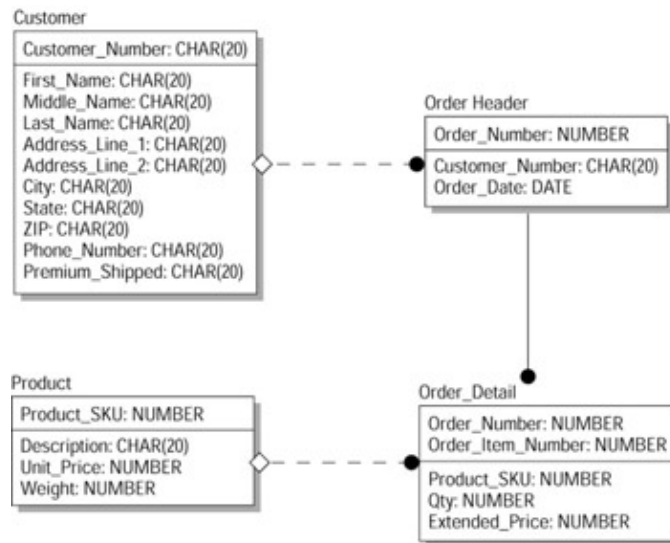 Customer
Customer_Number: CHAR(20)
First_Name: CHAR(20)
Middle_Name: CHAR(20)
Last_Name: CHAR(20)
Address_Line_1: CHAR(20)
Address_Line_2: CHAR(20)
City: CHAR(20)
State: CHAR(20)
ZIP: CHAR(20)
Phone_Number: CHAR(20)
Premium_Shipped: CHAR(20)
Order Header
Order_Number: NUMBER
Customer_Number: CHAR(20)
Order_Date: DATE
Product
Product_SKU: NUMBER
Description: CHAR(20)
Unit_Price: NUMBER
Weight: NUMBER
Order_Detail
Order_Number: NUMBER
Order_Item_Number: NUMBER
Product_SKU: NUMBER
Qty: NUMBER
Extended_Price: NUMBER